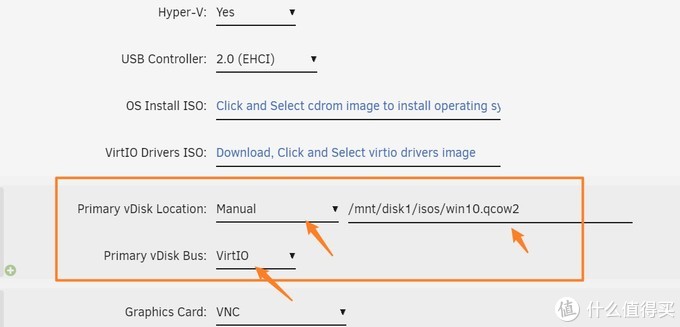 Hyper-V: Yes
USB Controller: 2.0 (EHCI)
OS Install ISO: Click and Select cdrom image to install operating sy
VirtIO Drivers ISO: Download, Click and Select virtio drivers image
Primary vDisk Location: Manual /mnt/disk1/isos/win10.qcow2
Primary vDisk Bus: VirtIO
Graphics Card: VNC
值 什么值得买